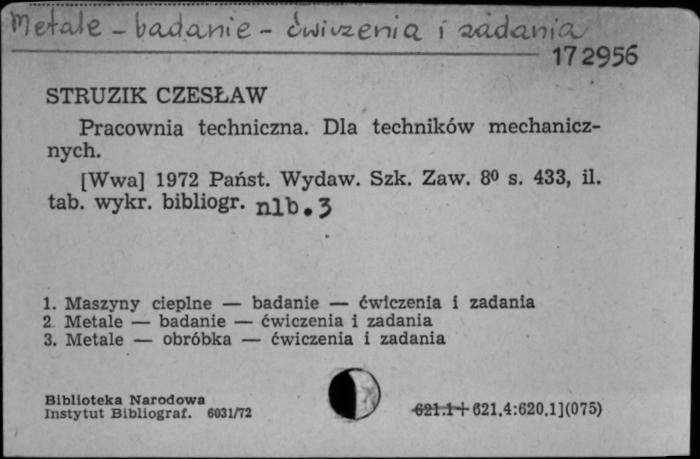 Metale - badanie - ćwiczenia i zadania
172956
STRUZIK CZESŁAW
Pracownia techniczna. Dla techników mechanicz-
nych.
[Wwa] 1972 Państ. Wydaw. Szk. Zaw. 8º s. 433, il.
tab. wykr. bibliogr. nlb. 3
1. Maszyny cieplne — badanie — ćwiczenia i zadania
2. Metale — badanie — ćwiczenia i zadania
3. Metale — obróbka — ćwiczenia i zadania
Biblioteka Narodowa
Instytut Bibliograf. 6031/72
621.1+621.4:620.1](075)